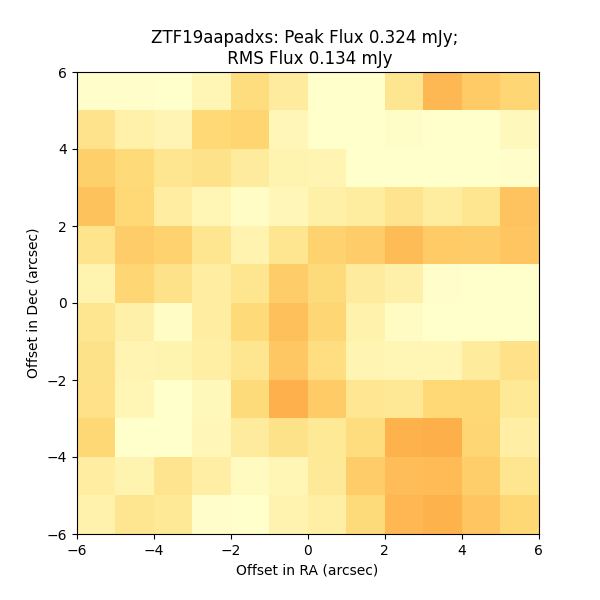 ZTF19aapadxs: Peak Flux 0.324 mJy;
RMS Flux 0.134 mJy
6
4
2
0
−2
−4
−6
Offset in Dec (arcsec)
−6 −4 −2 0 2 4 6
Offset in RA (arcsec)